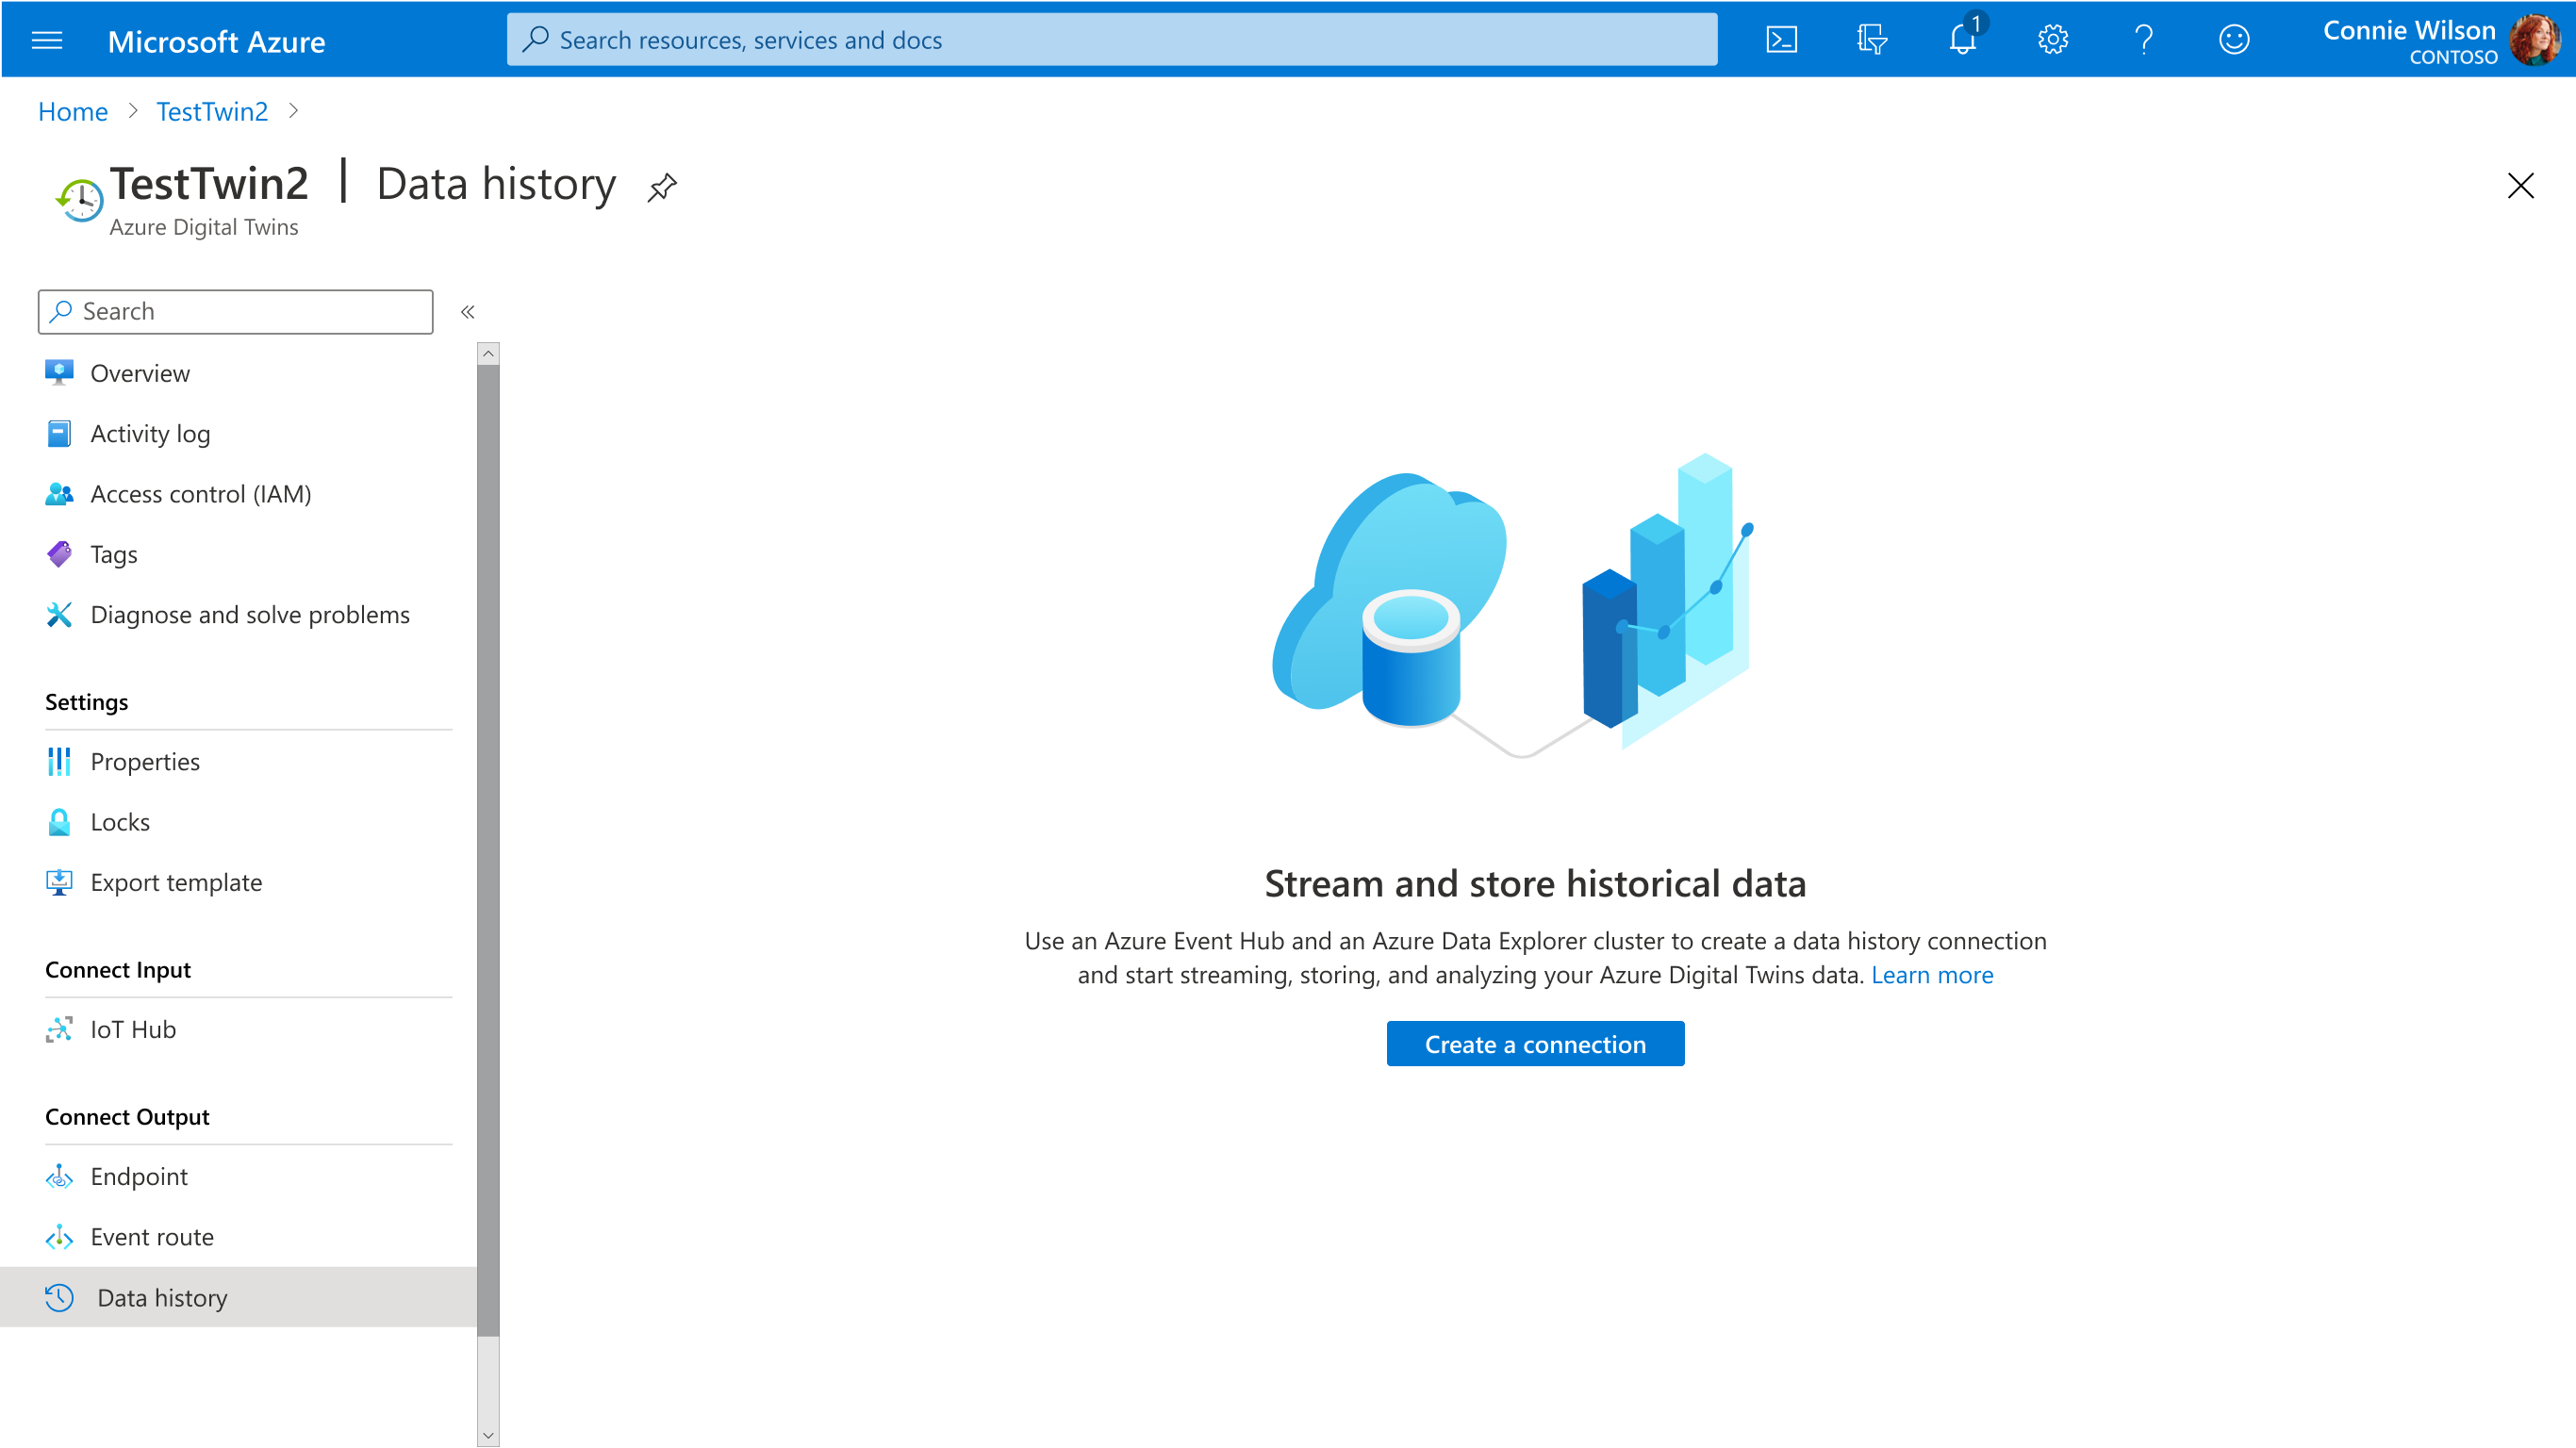 Microsoft Azure
Search resources, services and docs
1
Connie Wilson
CONTOSO
Home > TestTwin2 >
TestTwin2 | Data history
Azure Digital Twins
Search
Overview
Activity log
Access control (IAM)
Tags
Diagnose and solve problems
Settings
Properties
Locks
Export template
Connect Input
IoT Hub
Connect Output
Endpoint
Event route
Data history
Stream and store historical data
Use an Azure Event Hub and an Azure Data Explorer cluster to create a data history connection
and start streaming, storing, and analyzing your Azure Digital Twins data. Learn more
Create a connection